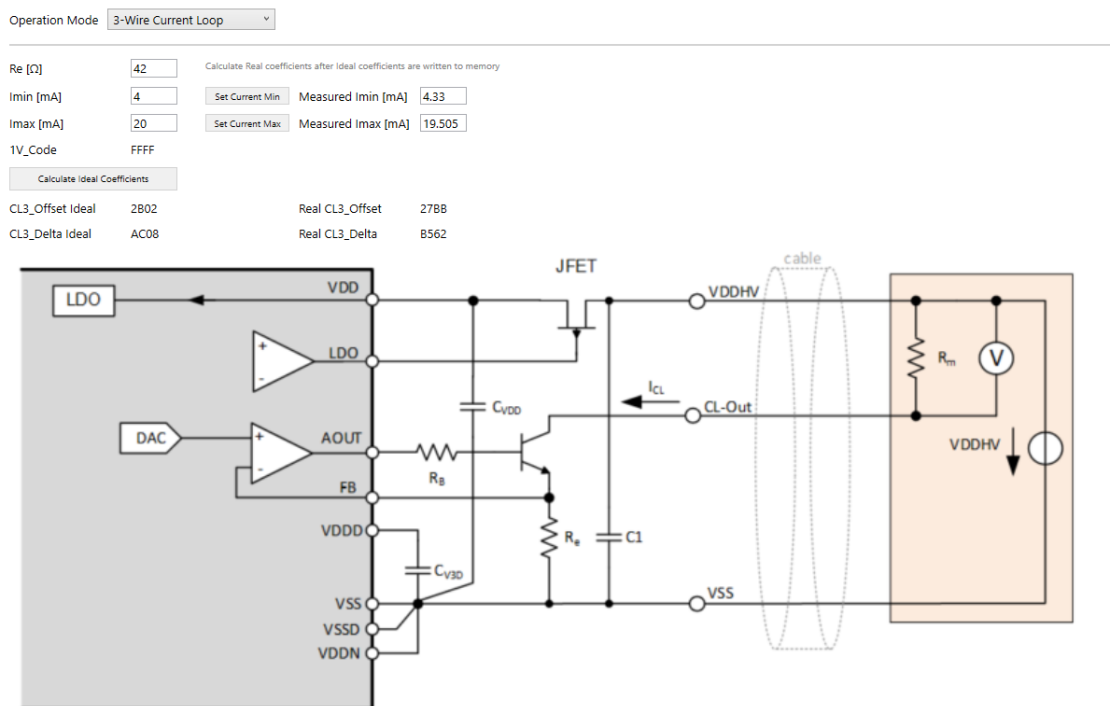 Operation Mode 3-Wire Current Loop
Re [Ω] 42 Calculate Real coefficients after Ideal coefficients are written to memory
Imin [mA] 4 Set Current Min Measured Imin [mA] 4.33
Imax [mA] 20 Set Current Max Measured Imax [mA] 19.505
1V_Code FFFF
Calculate Ideal Coefficients
CL3_Offset Ideal 2B02 Real CL3_Offset 27BB
CL3_Delta Ideal AC08 Real CL3_Delta B562
cable
JFET
VDD
VDDHV
LDO
+
-
LDO
Rm
V
ICL
CVDD
CL-Out
DAC
+
-
AOUT
VDDHV
RB
FB
VDDD
Re
C1
CV3D
VSS
VSS
VSSD
VDDN